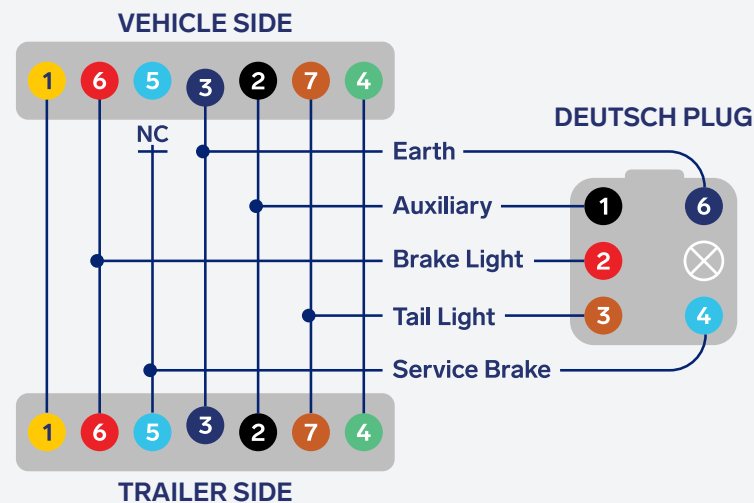 VEHICLE SIDE
1 6 5 3 2 7 4
NC
DEUTSCH PLUG
Earth
Auxiliary
Brake Light
Tail Light
Service Brake
1 6
2
3 4
1 6 5 3 2 7 4
TRAILER SIDE